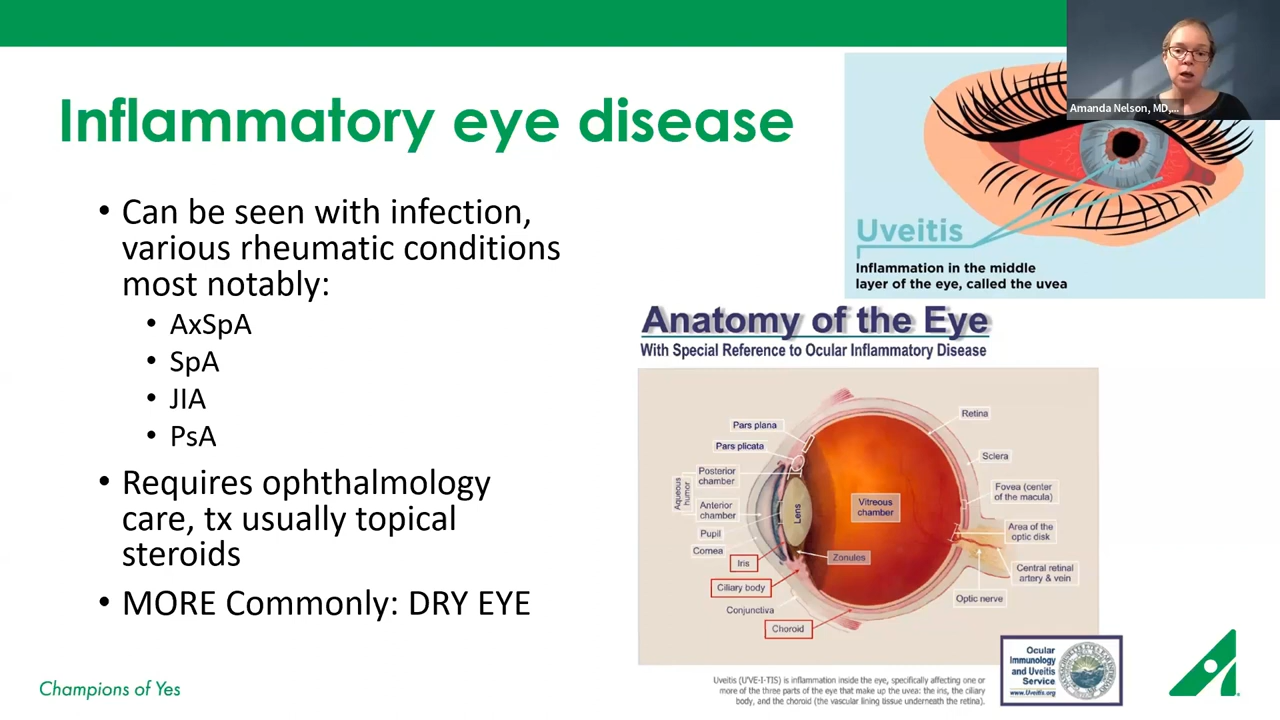 Amanda Nelson, MD,...
Inflammatory eye disease
• Can be seen with infection,
various rheumatic conditions
most notably:
• AxSpA
• SpA
• JIA
• PsA
• Requires ophthalmology
care, tx usually topical
steroids
• MORE Commonly: DRY EYE
Uveitis
Inflammation in the middle
layer of the eye, called the uvea
Anatomy of the Eye
With Special Reference to Ocular Inflammatory Disease
Pars plana
Pars plicata
Posterior
chamber
Aqueous
humor
Anterior
chamber
Pupil
Cornea
Iris
Ciliary body
Conjunctiva
Choroid
Lens
Zonules
Vitreous
chamber
Retina
Sclera
Fovea (center
of the macula)
Area of the
optic disk
Central retinal
artery & vein
Optic nerve
Ocular
Immunology
and Uveitis
Service
www.Uveitis.org
Uveitis (U'VE-I-TIS) is inflammation inside the eye, specifically affecting one or
more of the three parts of the eye that make up the uvea: the iris, the ciliary
body, and the choroid (the vascular lining tissue underneath the retina).
Champions of Yes